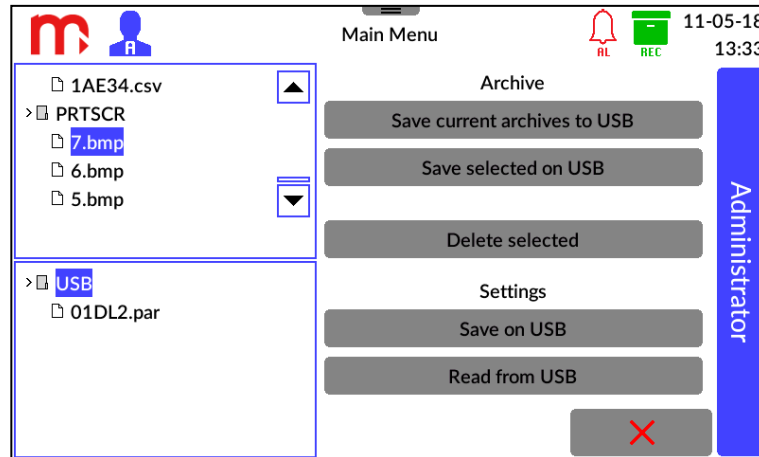 m
A
Main Menu
AL
REC
11-05-18
13:33
1AE34.csv
PRTSCR
7.bmp
6.bmp
5.bmp
USB
01DL2.par
Archive
Save current archives to USB
Save selected on USB
Delete selected
Settings
Save on USB
Read from USB
Administrator